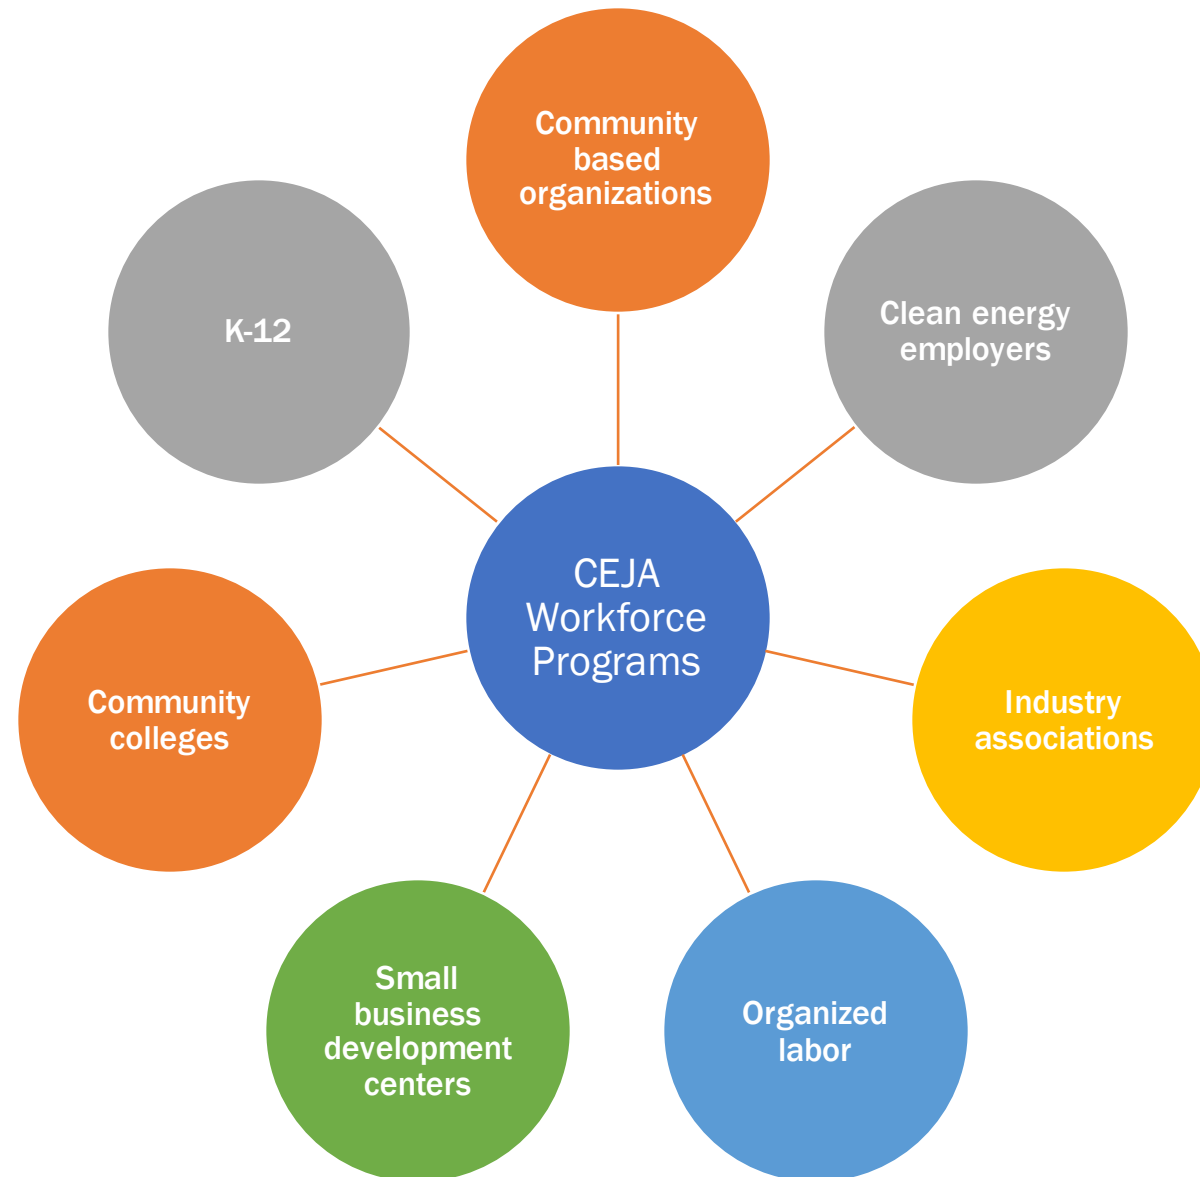 Community
based
organizations
Clean energy
employers
K-12
CEJA
Workforce
Programs
Industry
associations
Community
colleges
Organized
labor
Small
business
development
centers